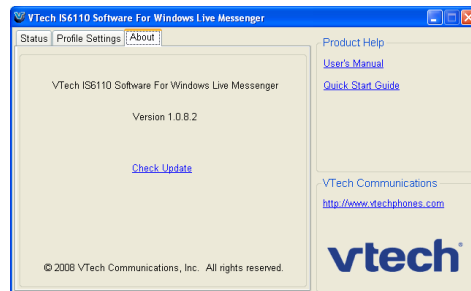 VTech IS6110 Software For Windows Live Messenger
Status Profile Settings About
VTech IS6110 Software For Windows Live Messenger
Version 1.0.8.2
Check Update
© 2008 VTech Communications, Inc. All rights reserved.
Product Help
User's Manual
Quick Start Guide
VTech Communications
http://www.vtechphones.com
vtech®